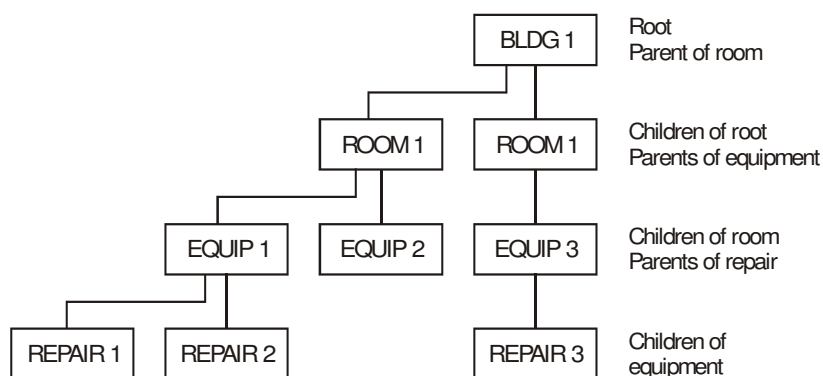 BLDG 1
Root
Parent of room
ROOM 1
ROOM 1
Children of root
Parents of equipment
EQUIP 1
EQUIP 2
EQUIP 3
Children of room
Parents of repair
REPAIR 1
REPAIR 2
REPAIR 3
Children of
equipment